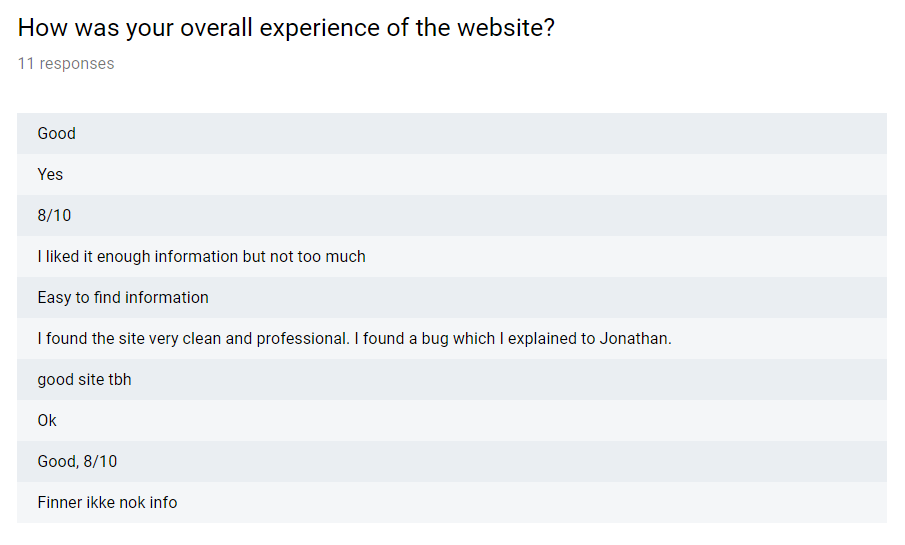 How was your overall experience of the website?
11 responses
Good
Yes
8/10
I liked it enough information but not too much
Easy to find information
I found the site very clean and professional. I found a bug which I explained to Jonathan.
good site tbh
Ok
Good, 8/10
Finner ikke nok info